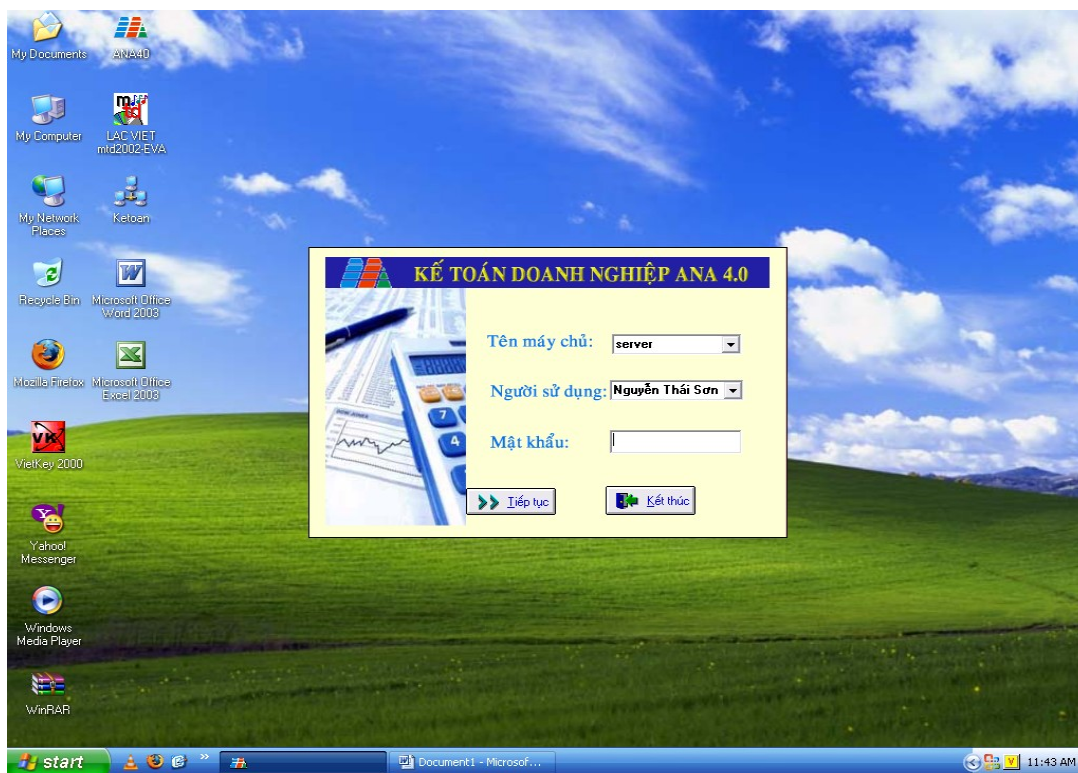 My Documents
ANA40
My Computer
LAC VIET
mtd2002-EVA
My Network
Places
Ketoan
Recycle Bin
Microsoft Office
Word 2003
Mozilla Firefox
Microsoft Office
Excel 2003
VietKey 2000
Yahoo!
Messenger
Windows
Media Player
WinRAR
KẾ TOÁN DOANH NGHIỆP ANA 4.0
Tên máy chủ:
server
Người sử dụng:
Nguyễn Thái Sơn
Mật khẩu:
Tiếp tục
Kết thúc
start
Document1 - Microsof...
V
11:43 AM